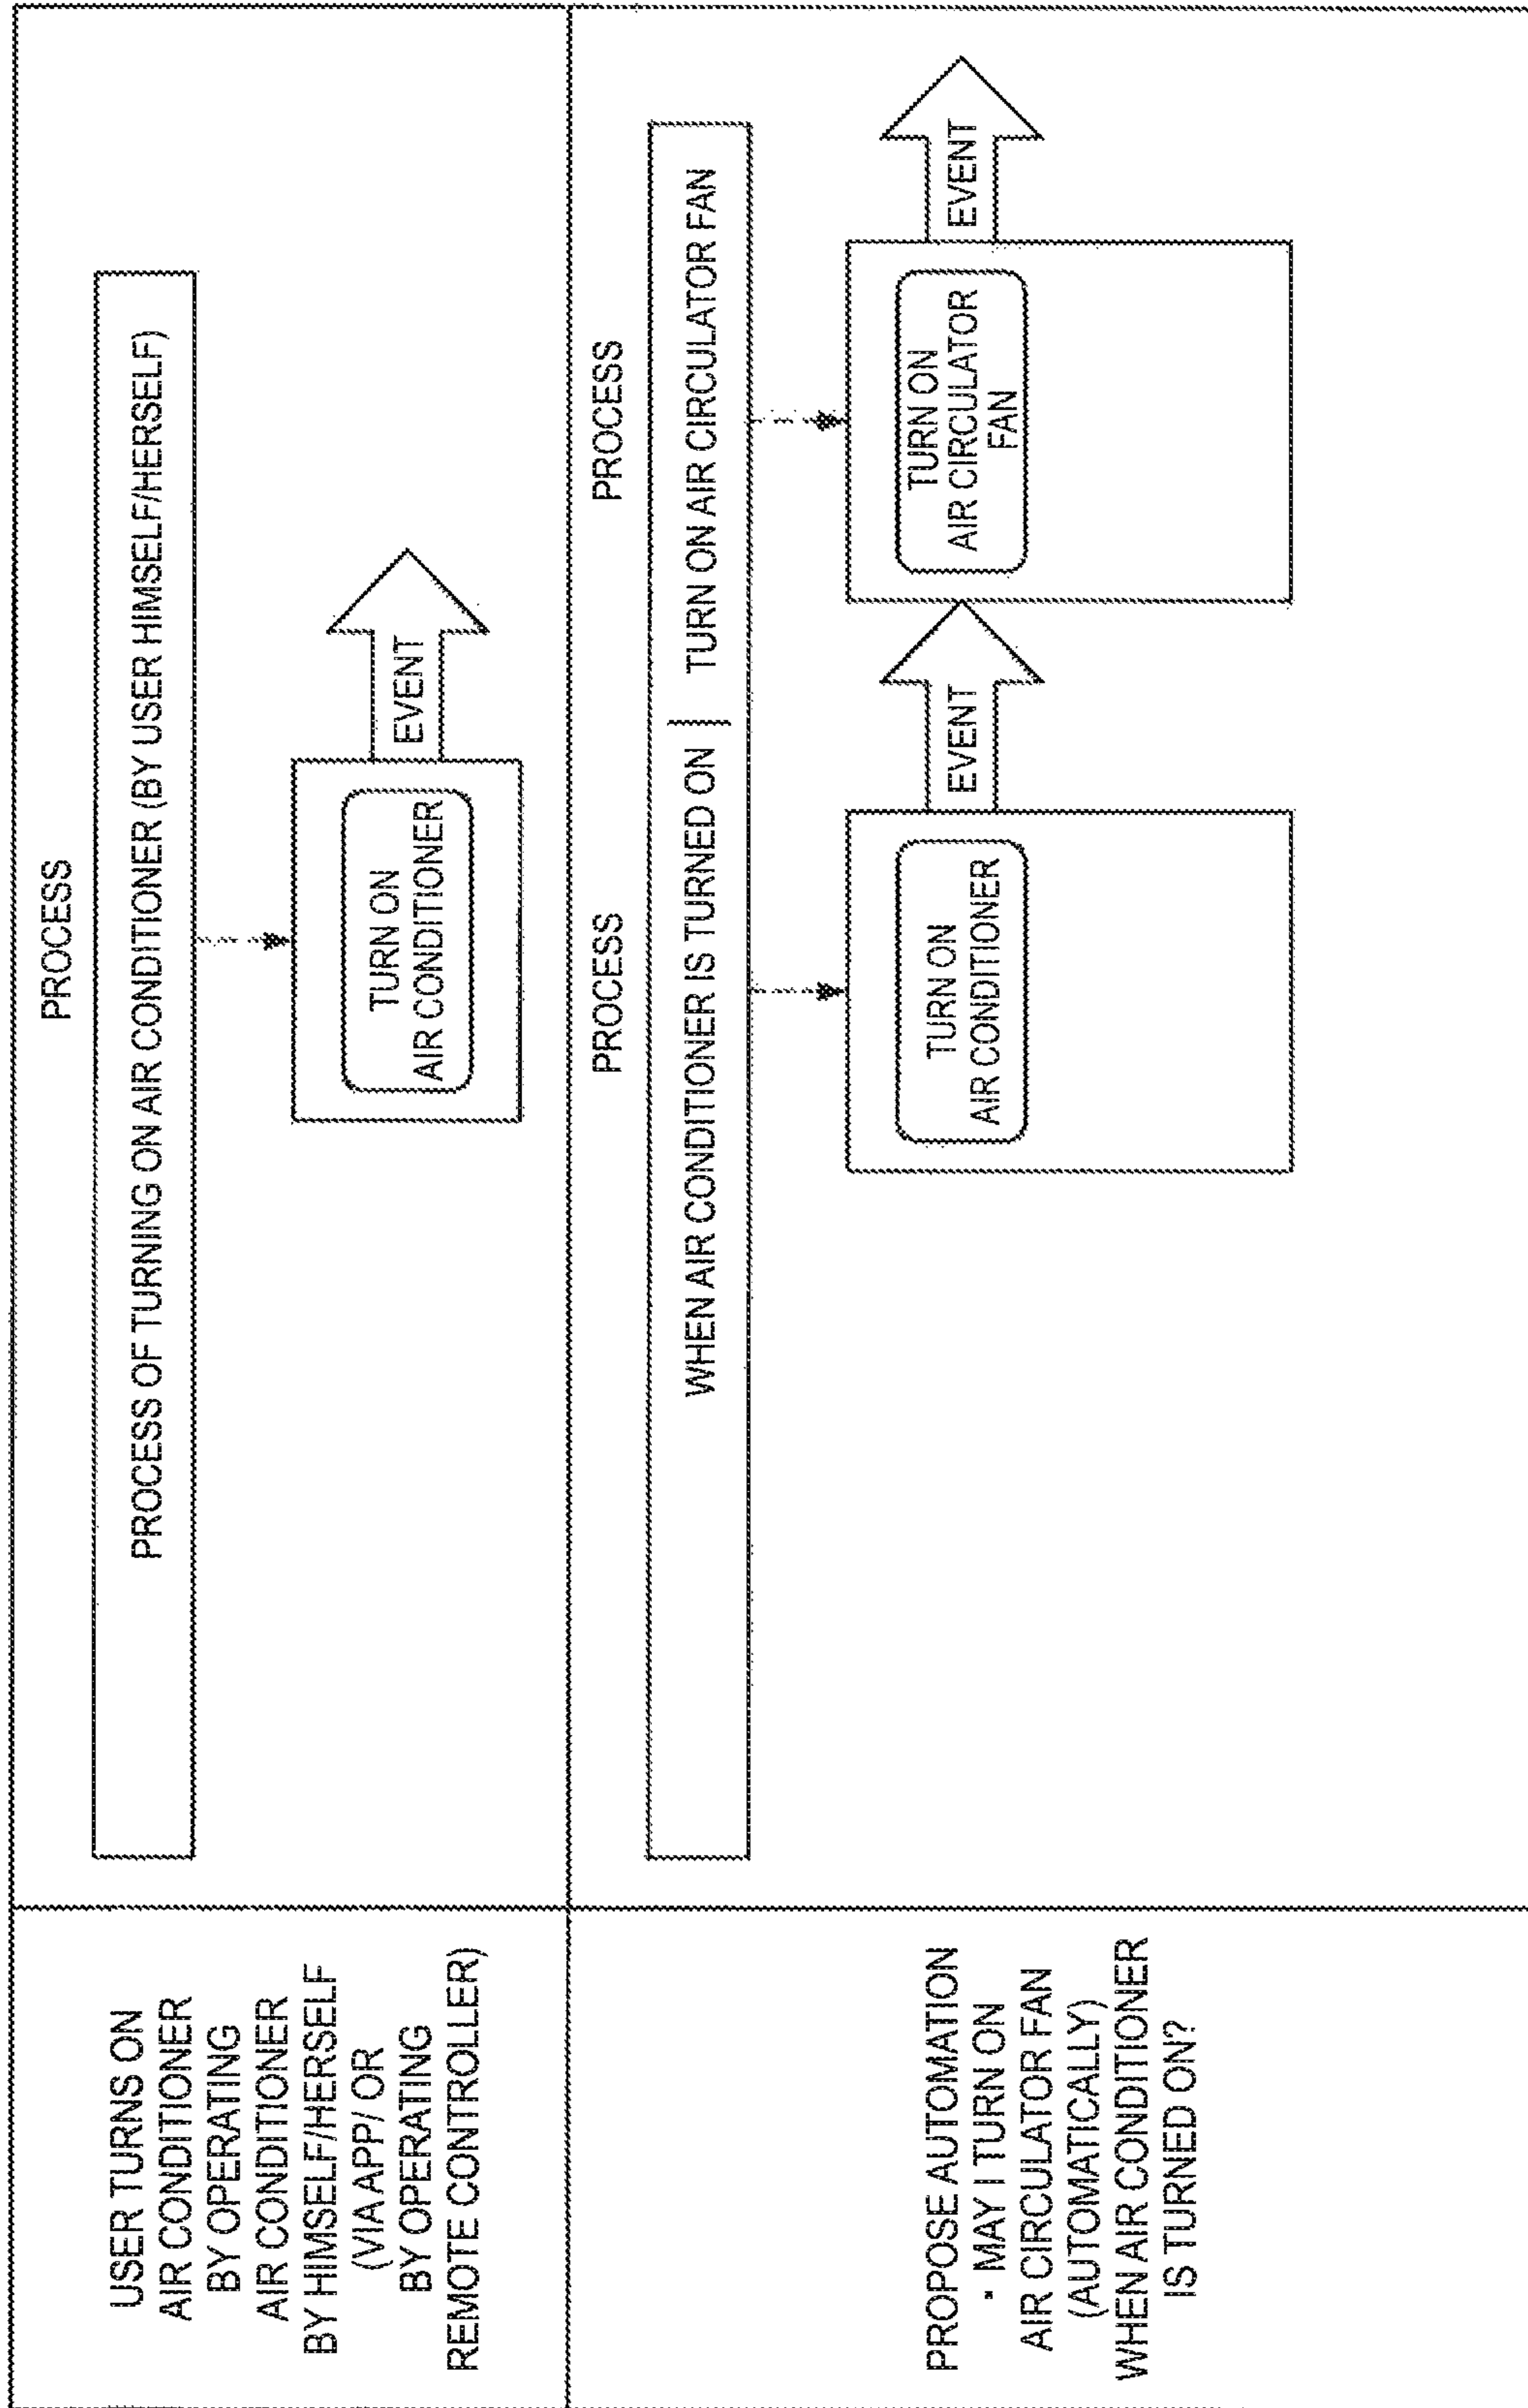 USER TURNS ON
AIR CONDITIONER
BY OPERATING
AIR CONDITIONER
BY HIMSELF/HERSELF
(VIA APP/ OR
BY OPERATING
REMOTE CONTROLLER)
PROCESS
PROCESS OF TURNING ON AIR CONDITIONER (BY USER HIMSELF/HERSELF)
TURN ON
AIR CONDITIONER
EVENT
PROPOSE AUTOMATION
· MAY I TURN ON
AIR CIRCULATOR FAN
(AUTOMATICALLY)
WHEN AIR CONDITIONER
IS TURNED ON?
PROCESS
PROCESS
WHEN AIR CONDITIONER IS TURNED ON
TURN ON AIR CIRCULATOR FAN
TURN ON
AIR CONDITIONER
EVENT
TURN ON
AIR CIRCULATOR
FAN
EVENT